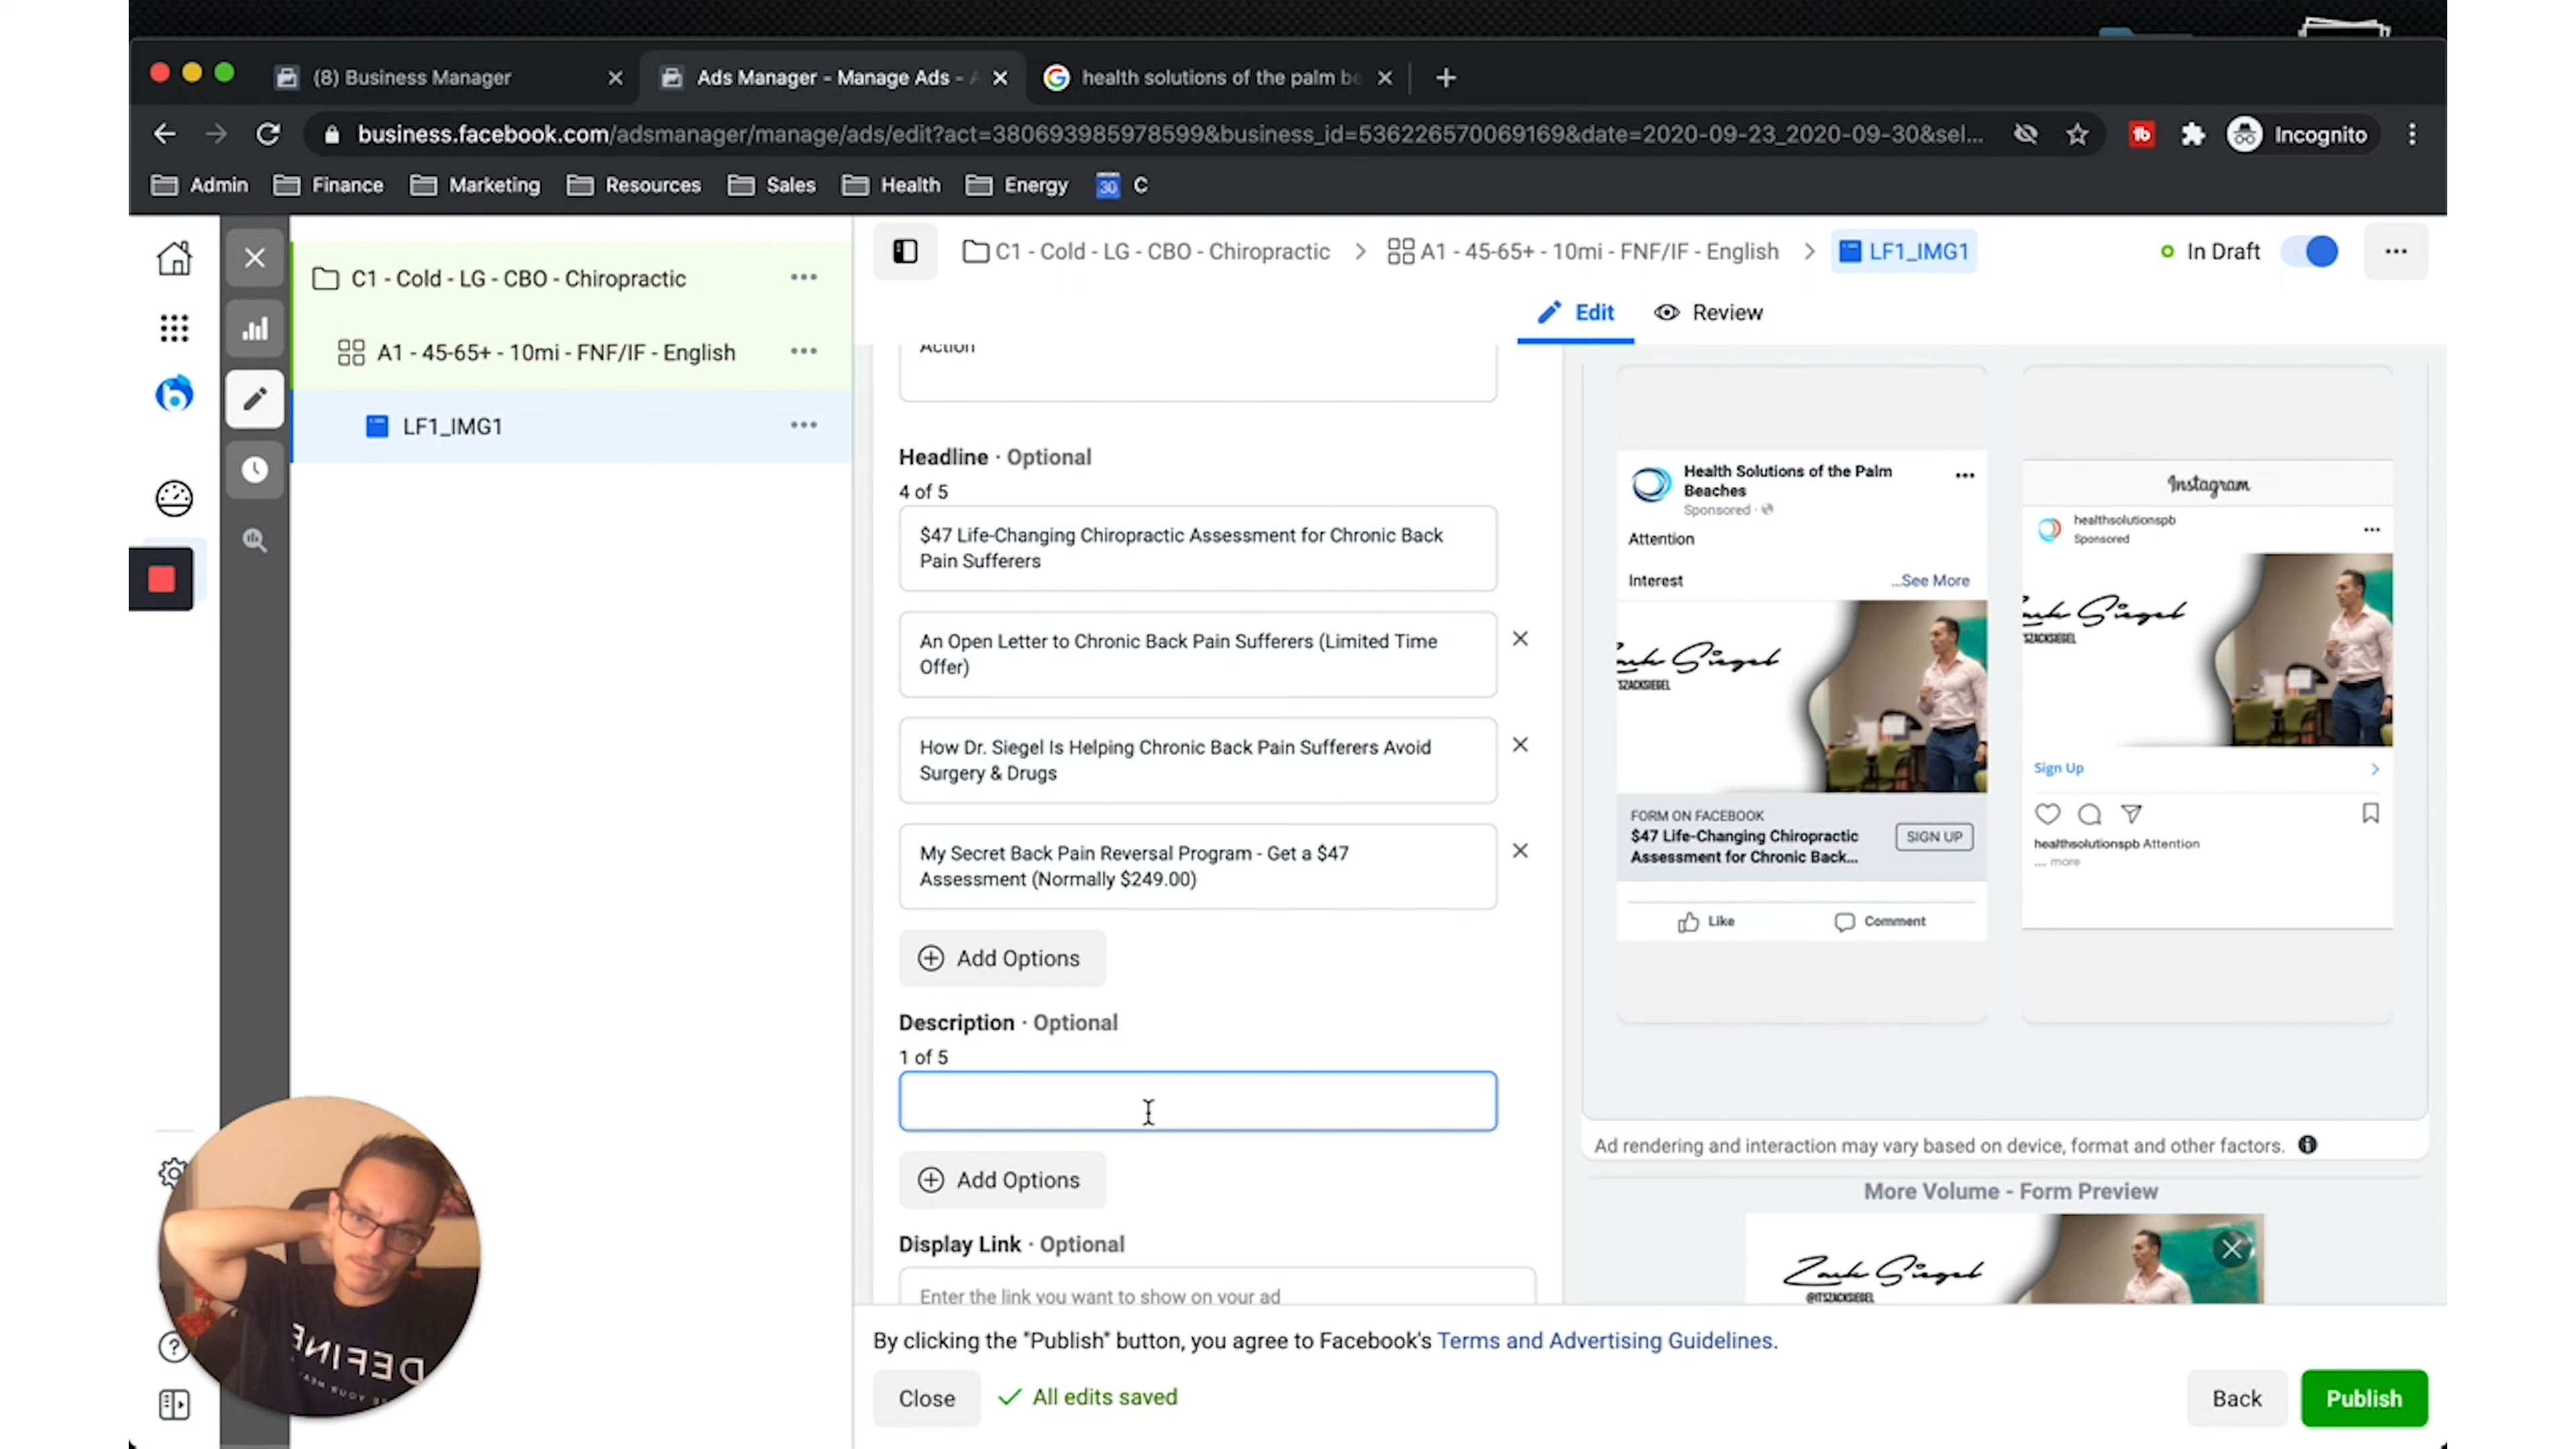 (8) Business Manager
Ads Manager - Manage Ads - A
health solutions of the palm be
business.facebook.com/adsmanager/manage/ads/edit?act=380693985978599&business_id=536226570069169&date=2020-09-23_2020-09-30&sel...
Incognito
Admin
Finance
Marketing
Resources
Sales
Health
Energy
30
C
C1 - Cold - LG - CBO - Chiropractic
A1 - 45-65+ - 10mi - FNF/IF - English
LF1_IMG1
C1 - Cold - LG - CBO - Chiropractic
A1 - 45-65+ - 10mi - FNF/IF - English
LF1_IMG1
In Draft
Edit
Review
Action
Headline · Optional
4 of 5
$47 Life-Changing Chiropractic Assessment for Chronic Back
Pain Sufferers
An Open Letter to Chronic Back Pain Sufferers (Limited Time
Offer)
How Dr. Siegel Is Helping Chronic Back Pain Sufferers Avoid
Surgery & Drugs
My Secret Back Pain Reversal Program - Get a $47
Assessment (Normally $249.00)
Add Options
Description · Optional
1 of 5
Add Options
Display Link · Optional
Enter the link you want to show on your ad
Health Solutions of the Palm
Beaches
Sponsored ·
Attention
Interest
...See More
Siegel
TSZACKSIEGEL
FORM ON FACEBOOK
$47 Life-Changing Chiropractic
Assessment for Chronic Back...
SIGN UP
Like
Comment
Instagram
healthsolutionspb
Sponsored
Siegel
TSZACKSIEGEL
Sign Up
healthsolutionspb Attention
... more
Ad rendering and interaction may vary based on device, format and other factors.
More Volume - Form Preview
Zack Siegel
@ITSZACKSIEGEL
By clicking the "Publish" button, you agree to Facebook's Terms and Advertising Guidelines.
Close
All edits saved
Back
Publish
DEFINE